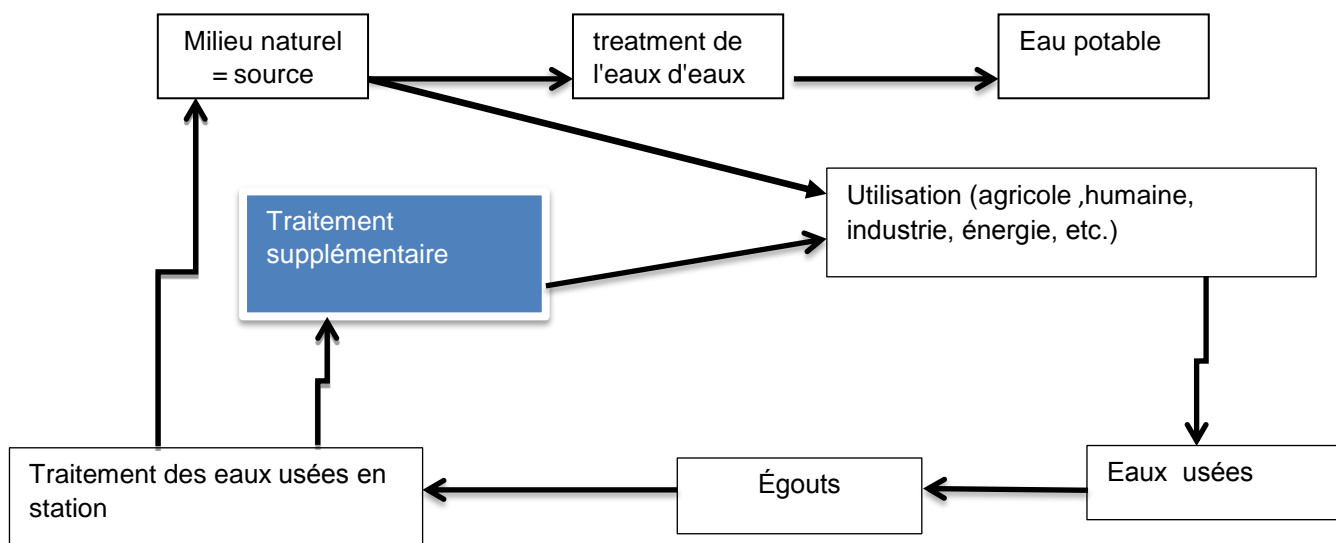 Milieu naturel
= source
treatment de
l'eaux d'eaux
Eau potable
Utilisation (agricole ,humaine,
industrie, énergie, etc.)
Traitement
supplémentaire
Traitement des eaux usées en
station
Égouts
Eaux usées